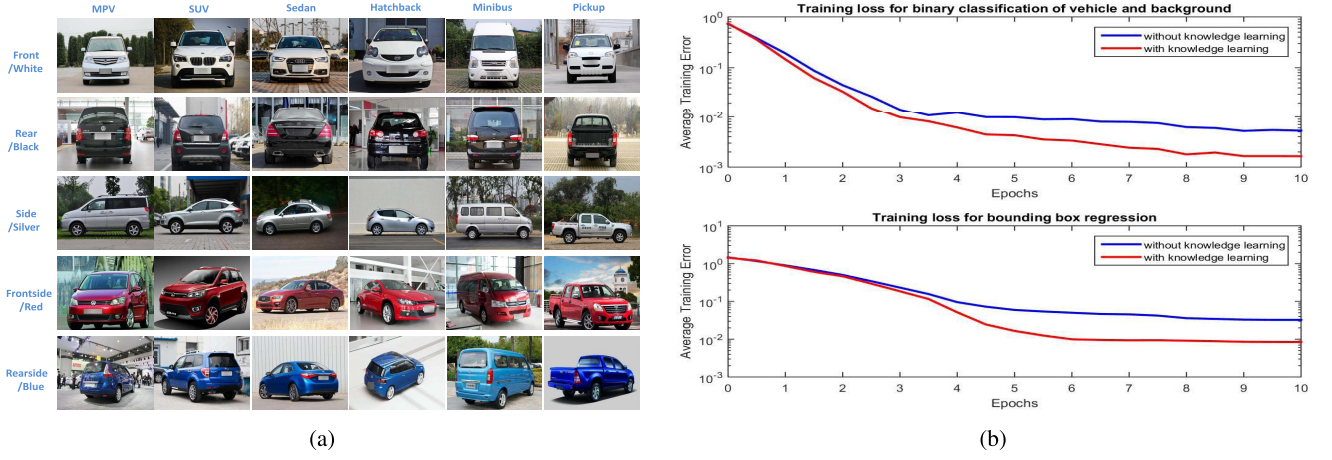 MPV SUV Sedan Hatchback Minibus Pickup
Front
/White
Rear
/Black
Side
/Silver
Frontside
/Red
Rearside
/Blue
(a)
Training loss for binary classification of vehicle and background
without knowledge learning
with knowledge learning
Average Training Error
10^0
10^-1
10^-2
10^-3
0 1 2 3 4 5 6 7 8 9 10
Epochs
Training loss for bounding box regression
without knowledge learning
with knowledge learning
Average Training Error
10^1
10^0
10^-1
10^-2
10^-3
0 1 2 3 4 5 6 7 8 9 10
Epochs
(b)